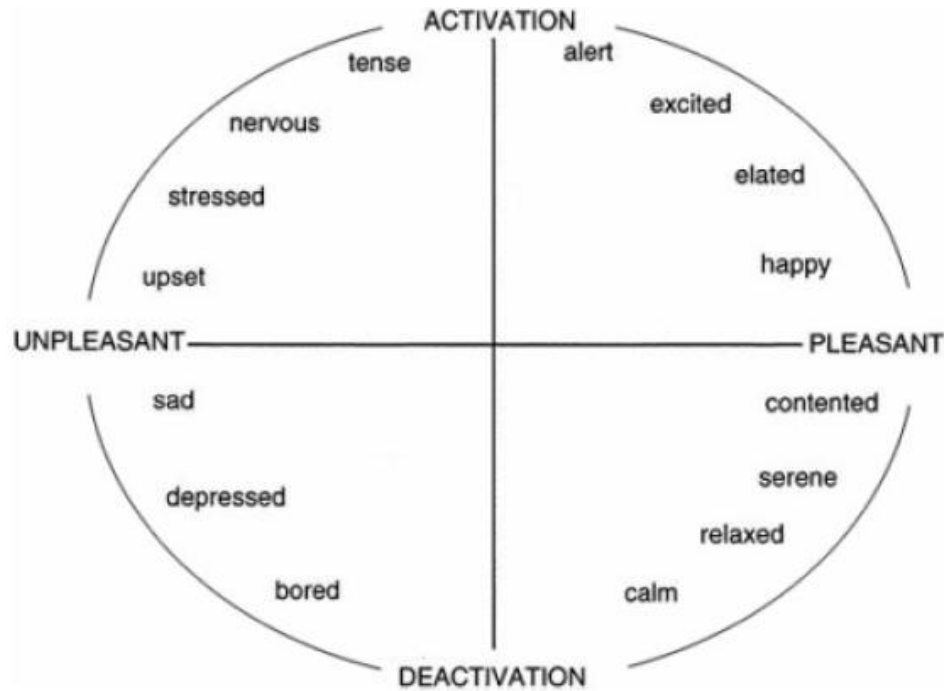 ACTIVATION
tense
alert
nervous
excited
stressed
elated
upset
happy
UNPLEASANT
PLEASANT
sad
contented
depressed
serene
relaxed
bored
calm
DEACTIVATION